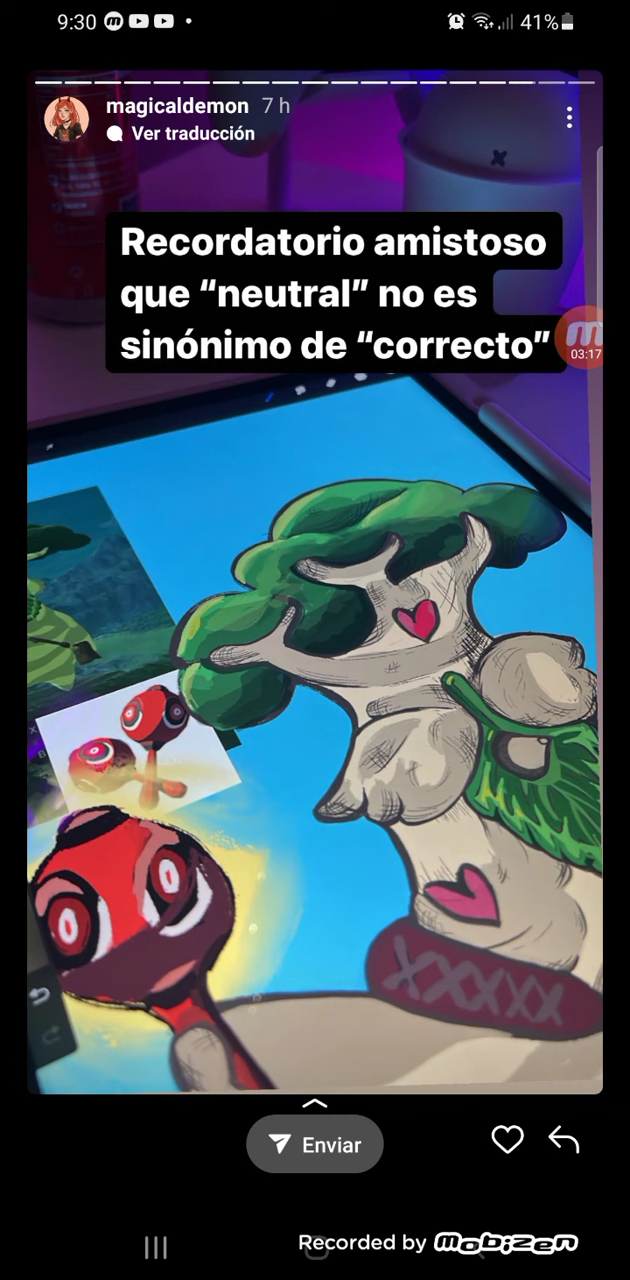 9:30
41%
magicaldemon 7 h
Ver traducción
Recordatorio amistoso
que “neutral” no es
sinónimo de “correcto”
03:17
XXXXX
Enviar
Recorded by Mobizen